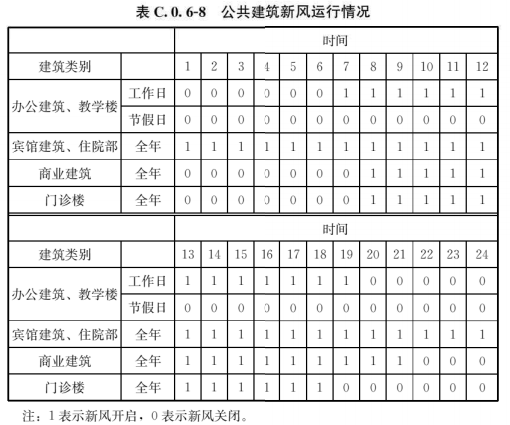 表 C.0.6-8 公共建筑新风运行情况
时间
建筑类别 1 2 3 4 5 6 7 8 9 10 11 12
办公建筑、教学楼 工作日 0 0 0 0 0 0 1 1 1 1 1 1
节假日 0 0 0 0 0 0 0 0 0 0 0 0
宾馆建筑、住院部 全年 1 1 1 1 1 1 1 1 1 1 1 1
商业建筑 全年 0 0 0 0 0 0 0 1 1 1 1 1
门诊楼 全年 0 0 0 0 0 0 0 1 1 1 1 1
时间
建筑类别 13 14 15 16 17 18 19 20 21 22 23 24
办公建筑、教学楼 工作日 1 1 1 1 1 1 1 0 0 0 0 0
节假日 0 0 0 0 0 0 0 0 0 0 0 0
宾馆建筑、住院部 全年 1 1 1 1 1 1 1 1 1 1 1 1
商业建筑 全年 1 1 1 1 1 1 1 1 1 0 0 0
门诊楼 全年 1 1 1 1 1 1 0 0 0 0 0 0
注：1 表示新风开启，0 表示新风关闭。